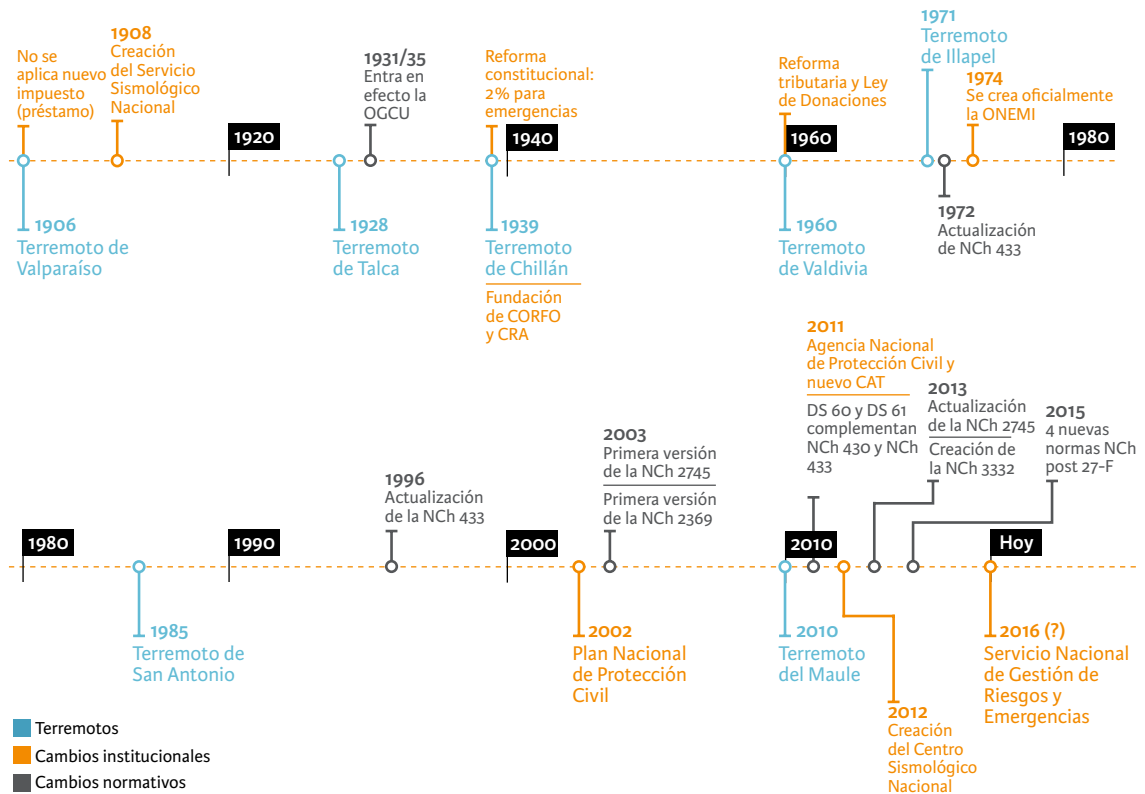 No se
aplica nuevo
impuesto
(préstamo)
1908
Creación
del Servicio
Sismológico
Nacional
1920
1931/35
Entra en
efecto la
OGCU
Reforma
constitucional:
2% para
emergencias
1940
Reforma
tributaria y Ley
de Donaciones
1960
1971
Terremoto
de Illapel
1974
Se crea oficialmente
la ONEMI
1980
1906
Terremoto de
Valparaíso
1928
Terremoto
de Talca
1939
Terremoto
de Chillán
Fundación
de CORFO
y CRA
1960
Terremoto
de Valdivia
1972
Actualización
de NCh 433
1980
1990
1996
Actualización
de la NCh 433
2000
2003
Primera versión
de la NCh 2745
Primera versión
de la NCh 2369
2010
2011
Agencia Nacional
de Protección Civil y
nuevo CAT
DS 60 y DS 61
complementan
NCh 430 y NCh
433
2013
Actualización
de la NCh 2745
Creación de
la NCh 3332
2015
4 nuevas
normas NCh
post 27-F
Hoy
1985
Terremoto de
San Antonio
2002
Plan Nacional
de Protección
Civil
2010
Terremoto
del Maule
2012
Creación
del Centro
Sismológico
Nacional
2016 (?)
Servicio Nacional
de Gestión de
Riesgos y
Emergencias
Terremotos
Cambios institucionales
Cambios normativos